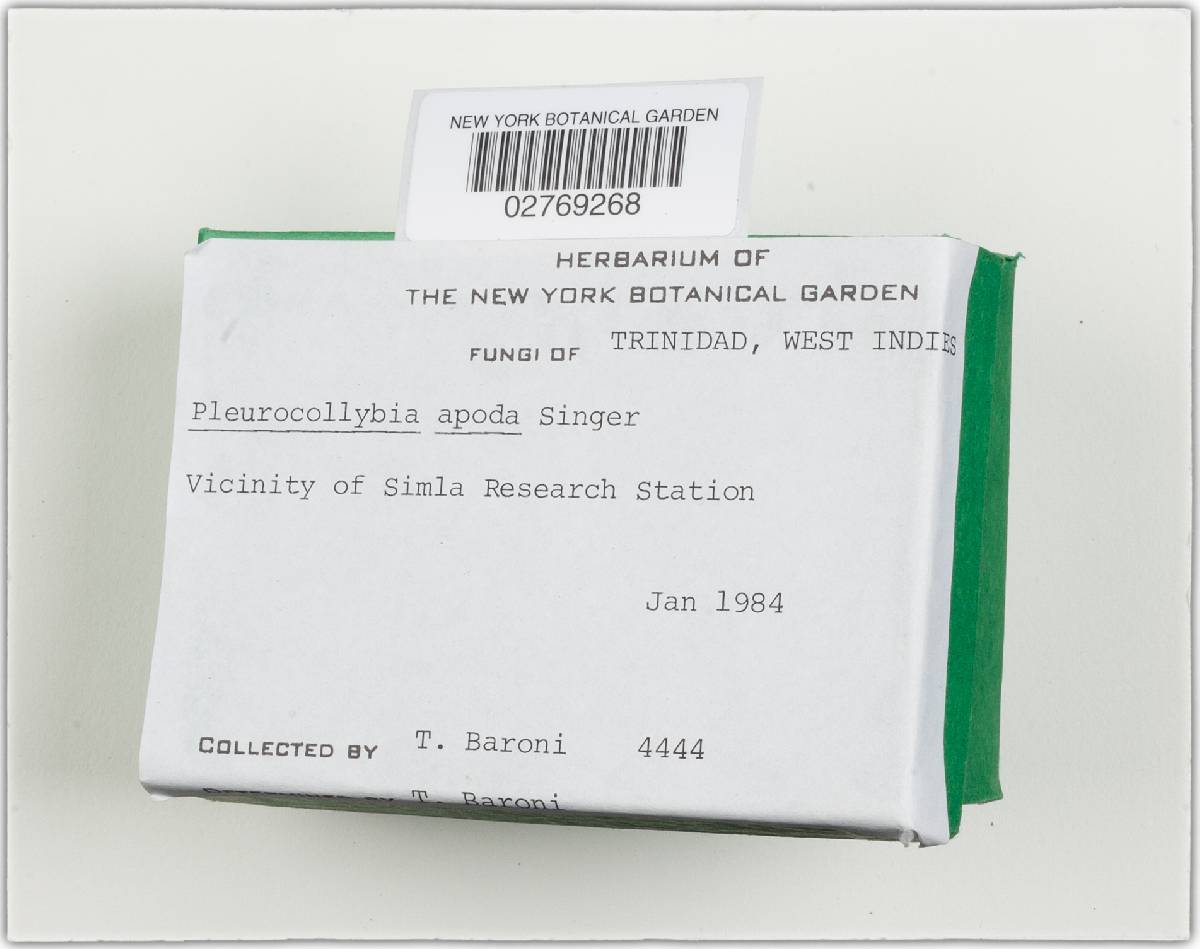 NEW YORK BOTANICAL GARDEN
02769268
HERBARIUM OF
THE NEW YORK BOTANICAL GARDEN
FUNGI OF TRINIDAD, WEST INDIES
Pleurocollybia apoda Singer
Vicinity of Simla Research Station
Jan 1984
COLLECTED BY T. Baroni 4444
T. Baroni